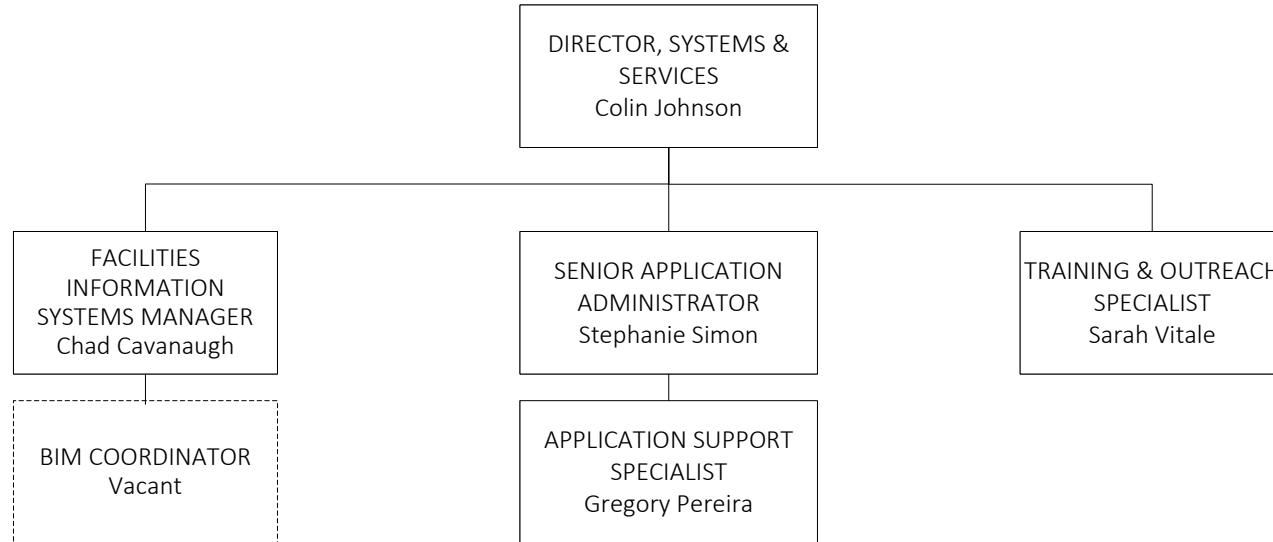 DIRECTOR, SYSTEMS &
SERVICES
Colin Johnson
FACILITIES
INFORMATION
SYSTEMS MANAGER
Chad Cavanaugh
SENIOR APPLICATION
ADMINISTRATOR
Stephanie Simon
TRAINING & OUTREACH
SPECIALIST
Sarah Vitale
BIM COORDINATOR
Vacant
APPLICATION SUPPORT
SPECIALIST
Gregory Pereira